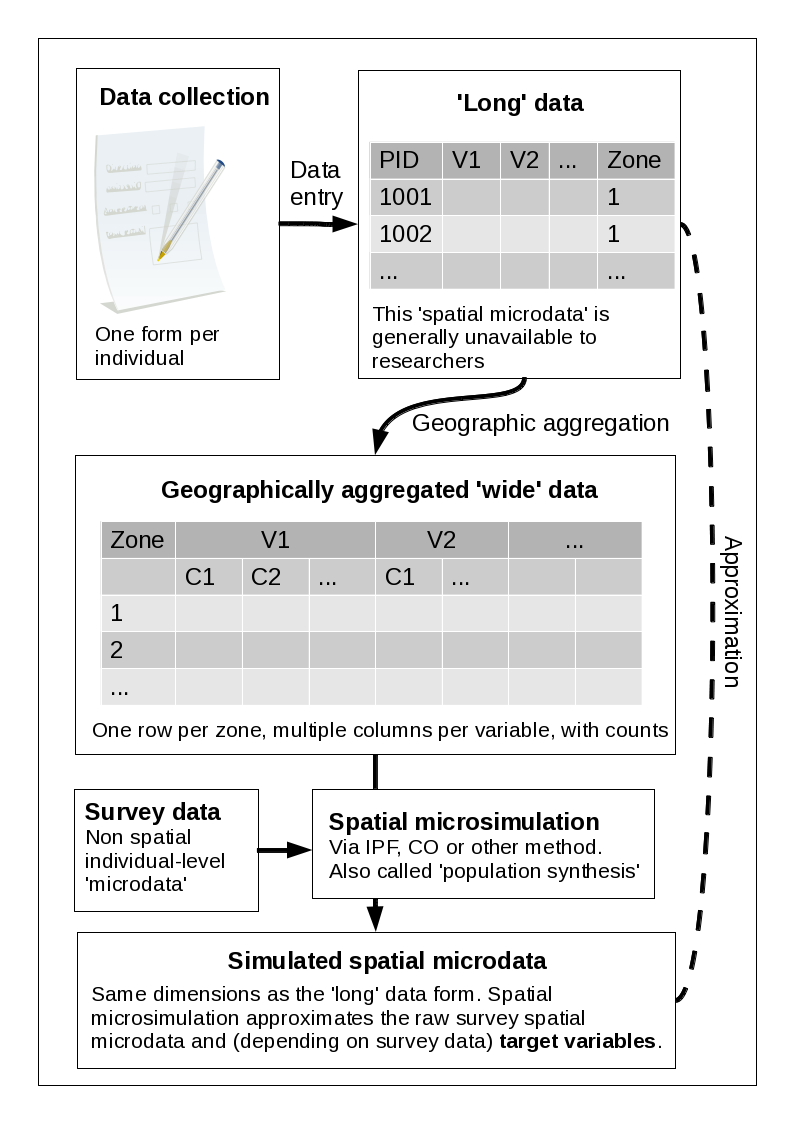 Data collection
One form per
individual
Data
entry
'Long' data
PID V1 V2 ... Zone
1001 1
1002 1
... ...
This 'spatial microdata' is
generally unavailable to
researchers
Geographic aggregation
Geographically aggregated 'wide' data
Zone V1 V2 ...
C1 C2 ... C1 ...
1
2
...
One row per zone, multiple columns per variable, with counts
Approximation
Survey data
Non spatial
individual-level
'microdata'
Spatial microsimulation
Via IPF, CO or other method.
Also called 'population synthesis'
Simulated spatial microdata
Same dimensions as the 'long' data form. Spatial
microsimulation approximates the raw survey spatial
microdata and (depending on survey data) target variables.